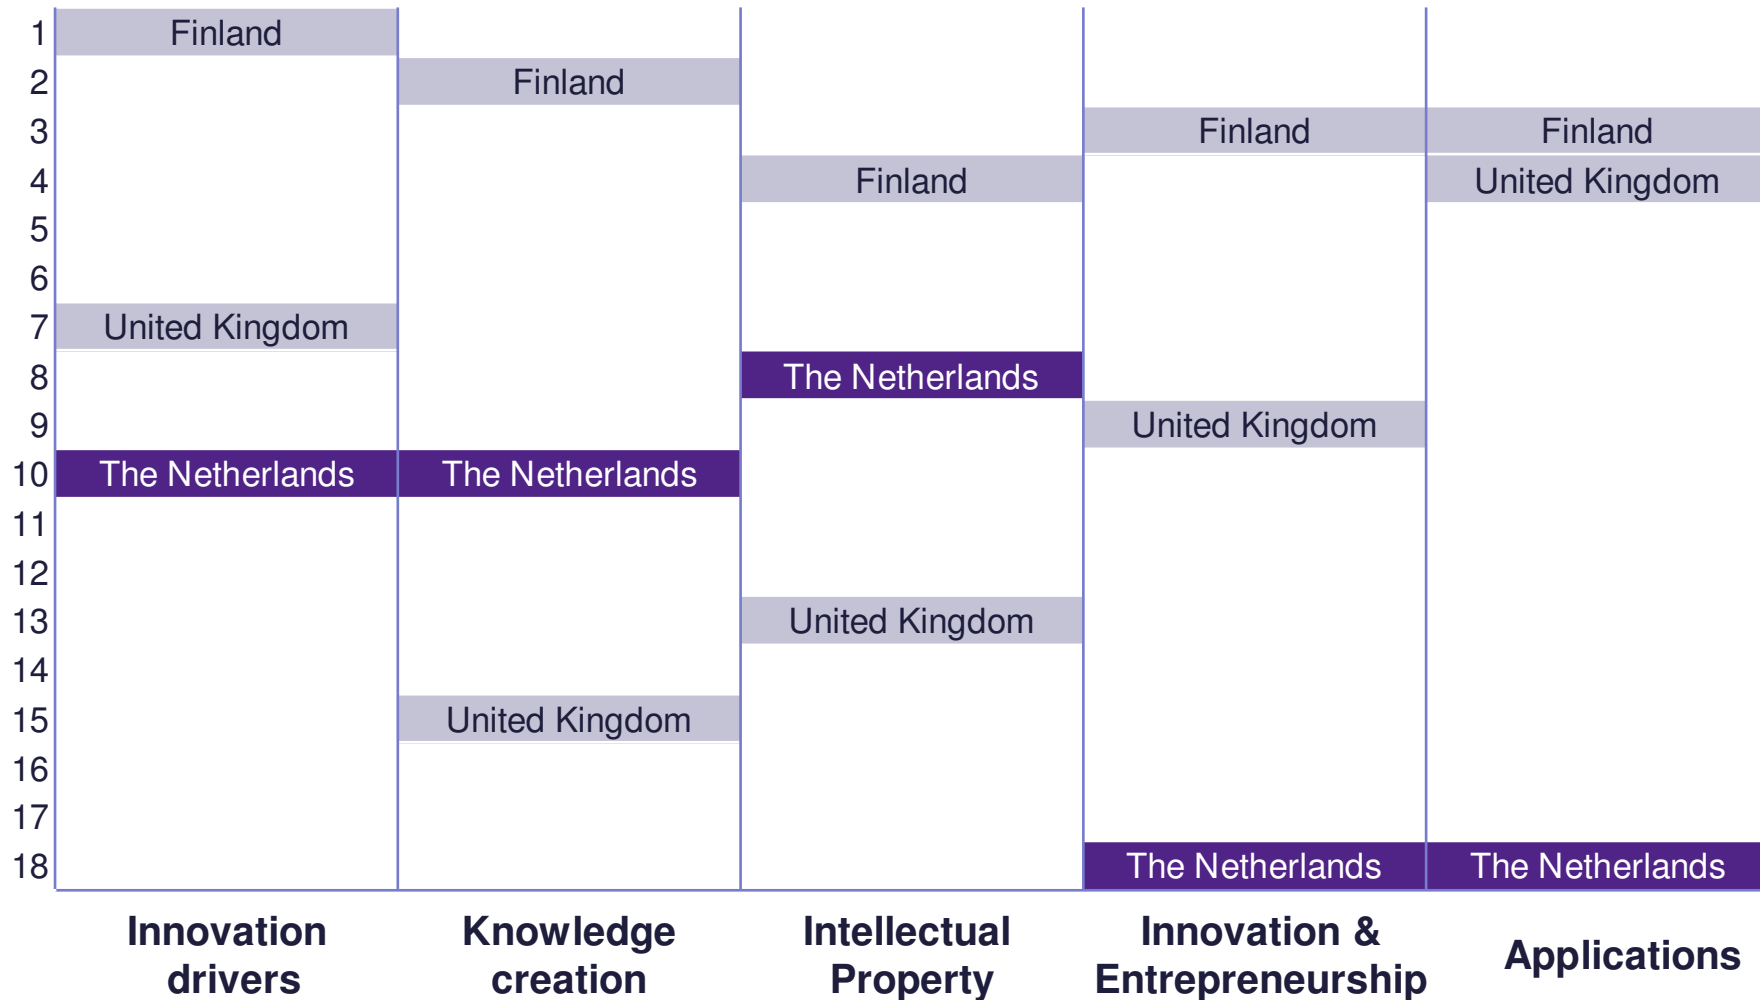 1 Finland
2 Finland
3 Finland Finland
4 Finland United Kingdom
5
6
7 United Kingdom
8 The Netherlands
9 United Kingdom
10 The Netherlands The Netherlands
11
12
13 United Kingdom
14
15 United Kingdom
16
17
18 The Netherlands The Netherlands
Innovation drivers
Knowledge creation
Intellectual Property
Innovation & Entrepreneurship
Applications